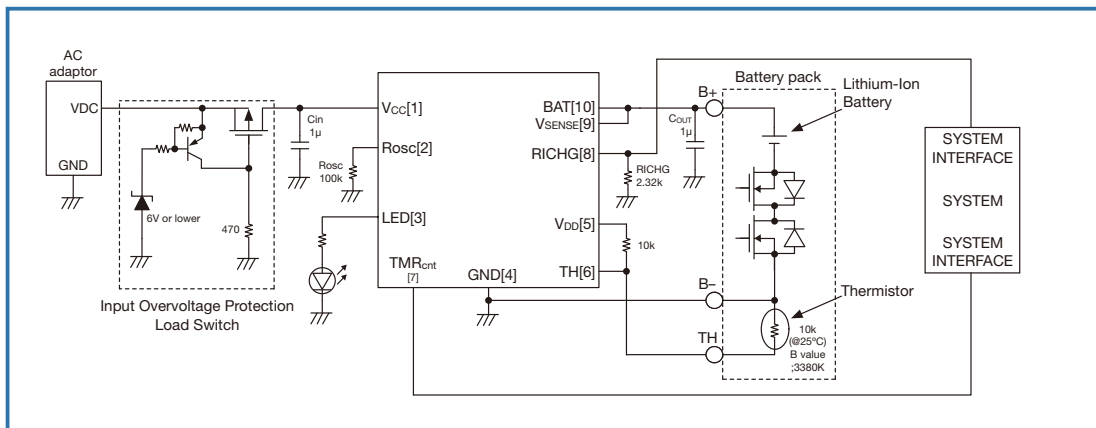 AC
adaptor
VDC
GND
6V or lower
470
Input Overvoltage Protection
Load Switch
Cin
1μ
Rosc
100k
VCC[1]
Rosc[2]
LED[3]
TMRcnt
[7]
GND[4]
BAT[10]
VSENSE[9]
RICHG[8]
VDD[5]
TH[6]
COUT
1μ
RICHG
2.32k
10k
B+
B–
TH
Battery pack
Lithium-Ion
Battery
Thermistor
10k
(@25ºC)
B value
;3380K
SYSTEM
INTERFACE
SYSTEM
SYSTEM
INTERFACE